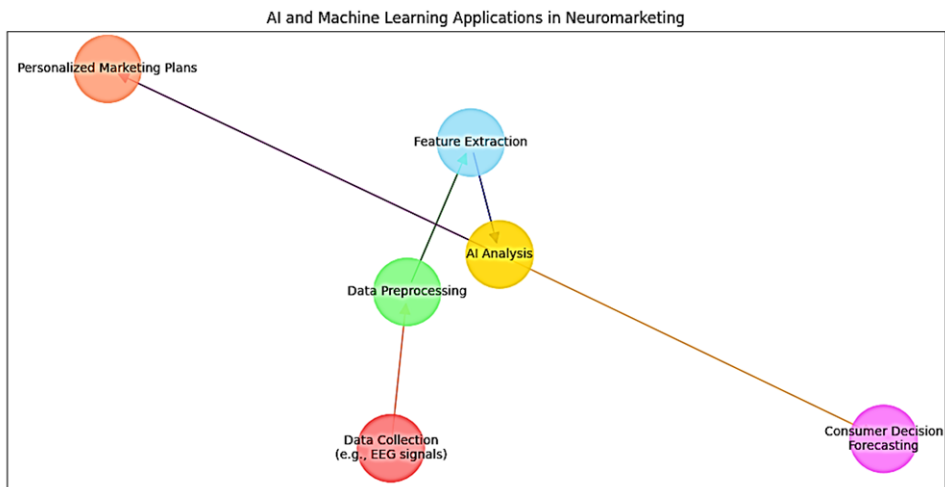 AI and Machine Learning Applications in Neuromarketing
Personalized Marketing Plans
Feature Extraction
AI Analysis
Data Preprocessing
Data Collection
(e.g., EEG signals)
Consumer Decision
Forecasting